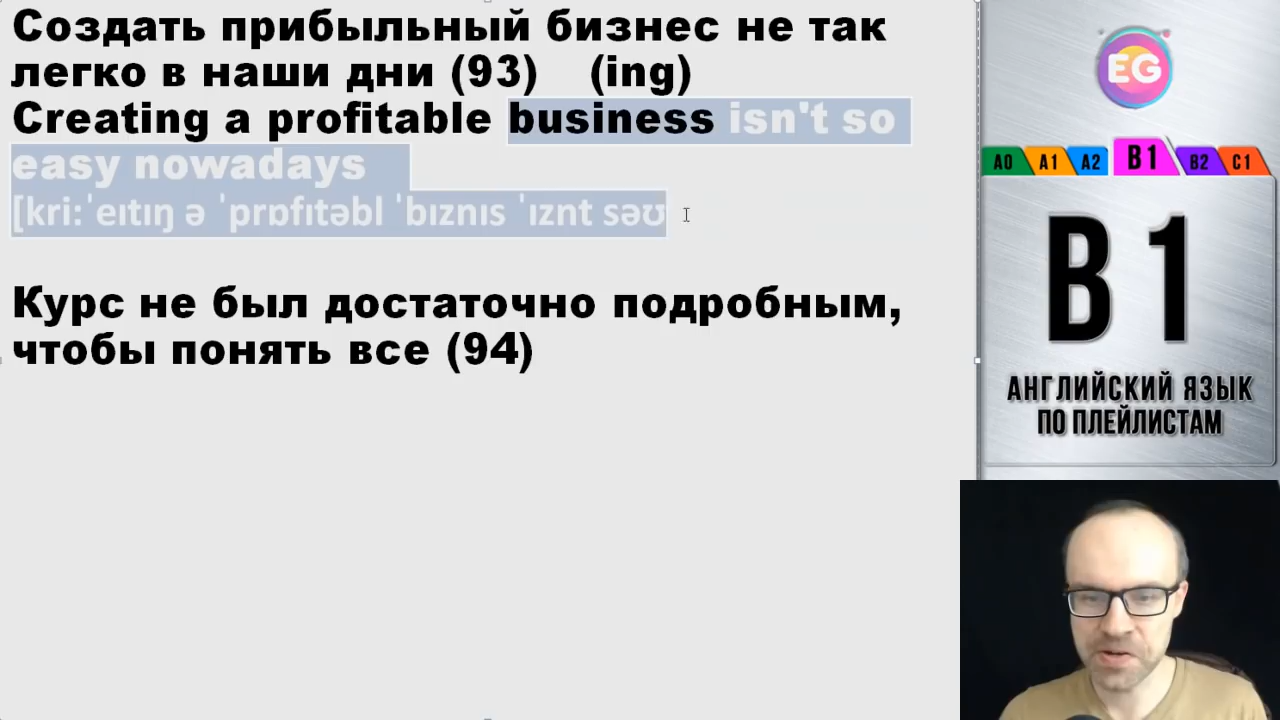 Создать прибыльный бизнес не так
легко в наши дни (93) (ing)
Creating a profitable business isn't so
easy nowadays
[kri:ˈeɪtɪŋ ə ˈprɒfɪtəbl ˈbɪznɪs ˈɪznt səʊ
Курс не был достаточно подробным,
чтобы понять все (94)
EG
A0 A1 A2 B1 B2 C1
B1
АНГЛИЙСКИЙ ЯЗЫК
ПО ПЛЕЙЛИСТАМ